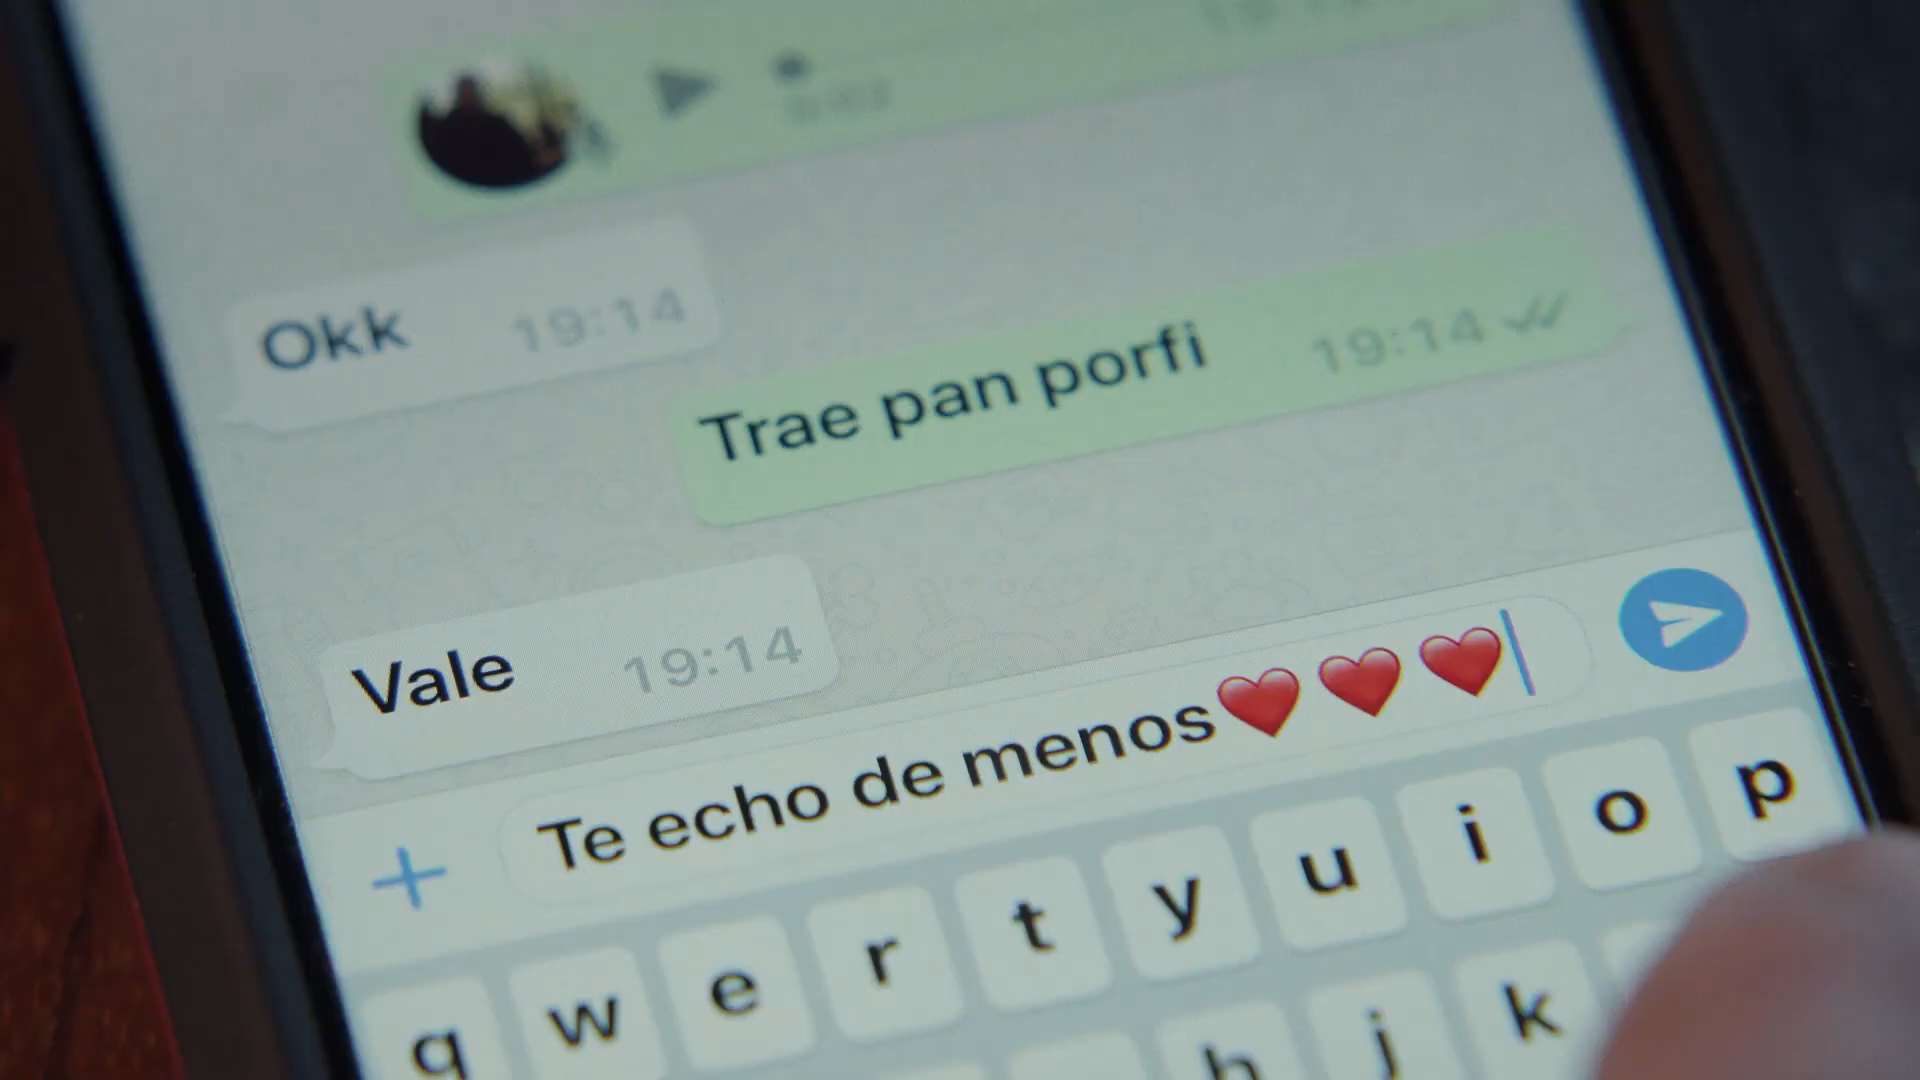 Okk 19:14
Trae pan porfi 19:14
Vale 19:14
Te echo de menos❤️❤️❤️
q w e r t y u i o p
h j k